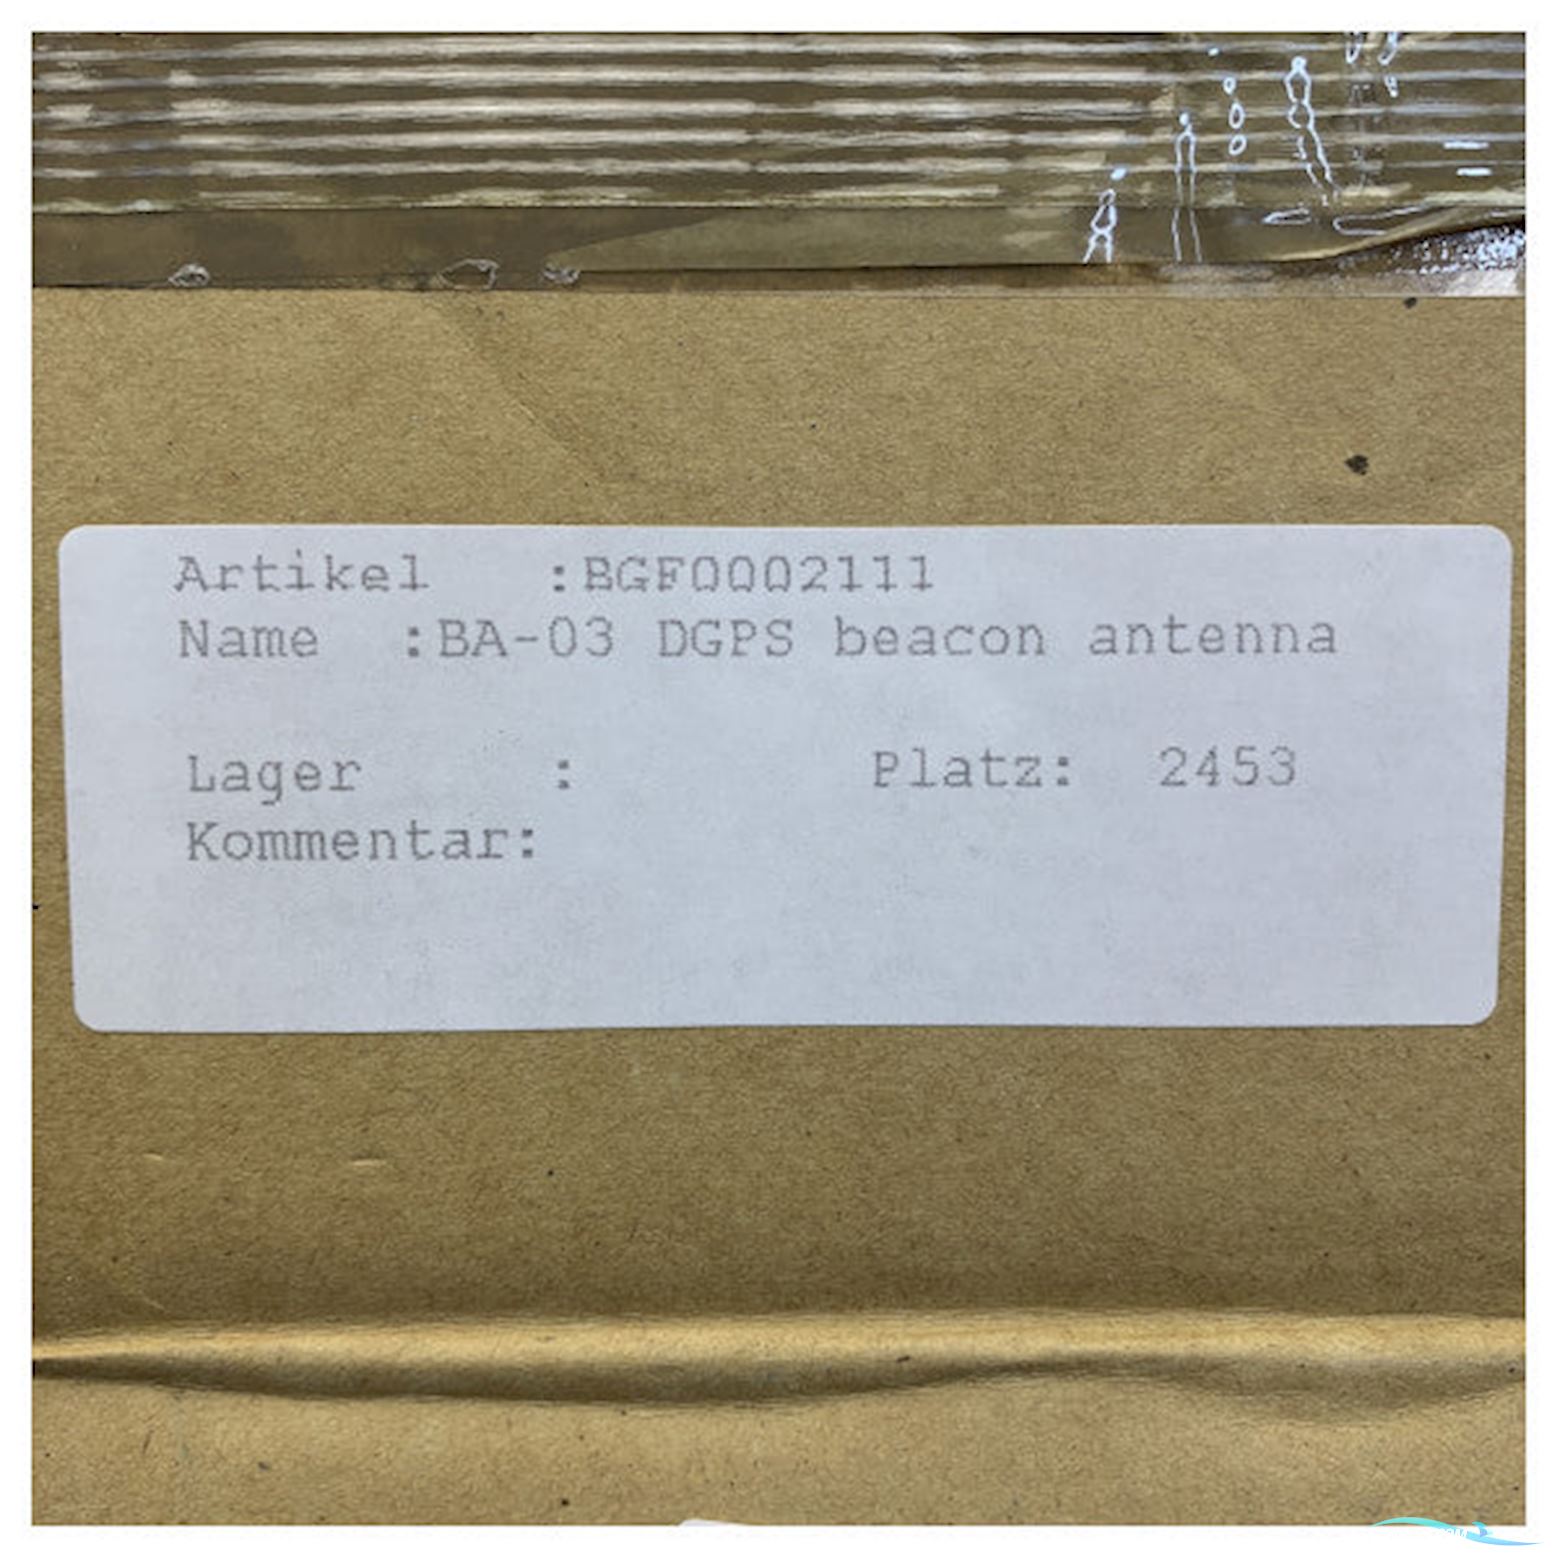 Artikel :BGF0002111
Name :BA-03 DGPS beacon antenna
Lager : Platz: 2453
Kommentar: